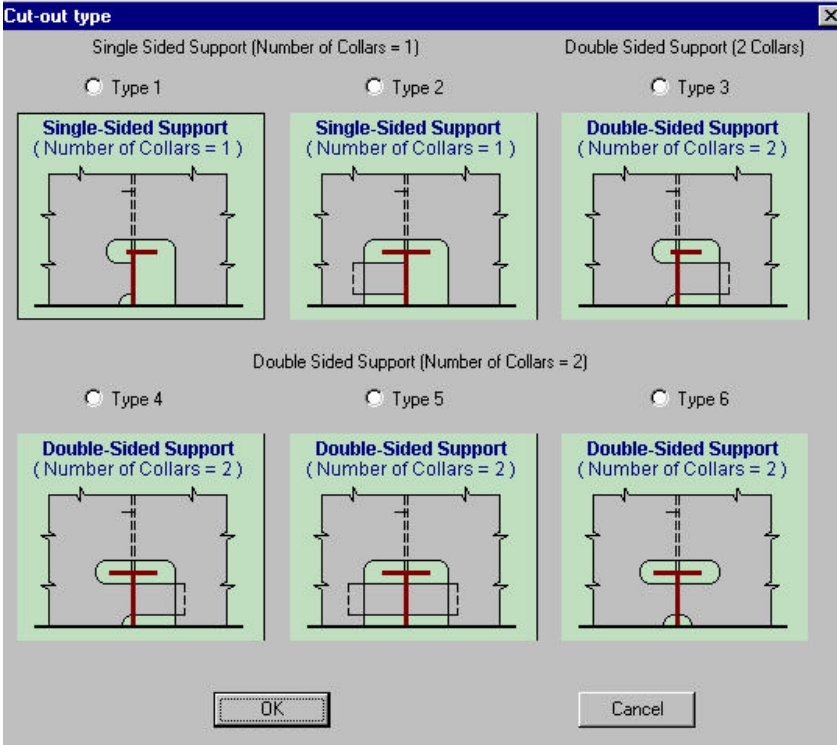 Cut-out type
Single Sided Support (Number of Collars = 1)
Double Sided Support (2 Collars)
Type 1
Type 2
Type 3
Single-Sided Support
( Number of Collars = 1 )
Single-Sided Support
( Number of Collars = 1 )
Double-Sided Support
( Number of Collars = 2 )
Double Sided Support (Number of Collars = 2)
Type 4
Type 5
Type 6
Double-Sided Support
( Number of Collars = 2 )
Double-Sided Support
( Number of Collars = 2 )
Double-Sided Support
( Number of Collars = 2 )
OK
Cancel